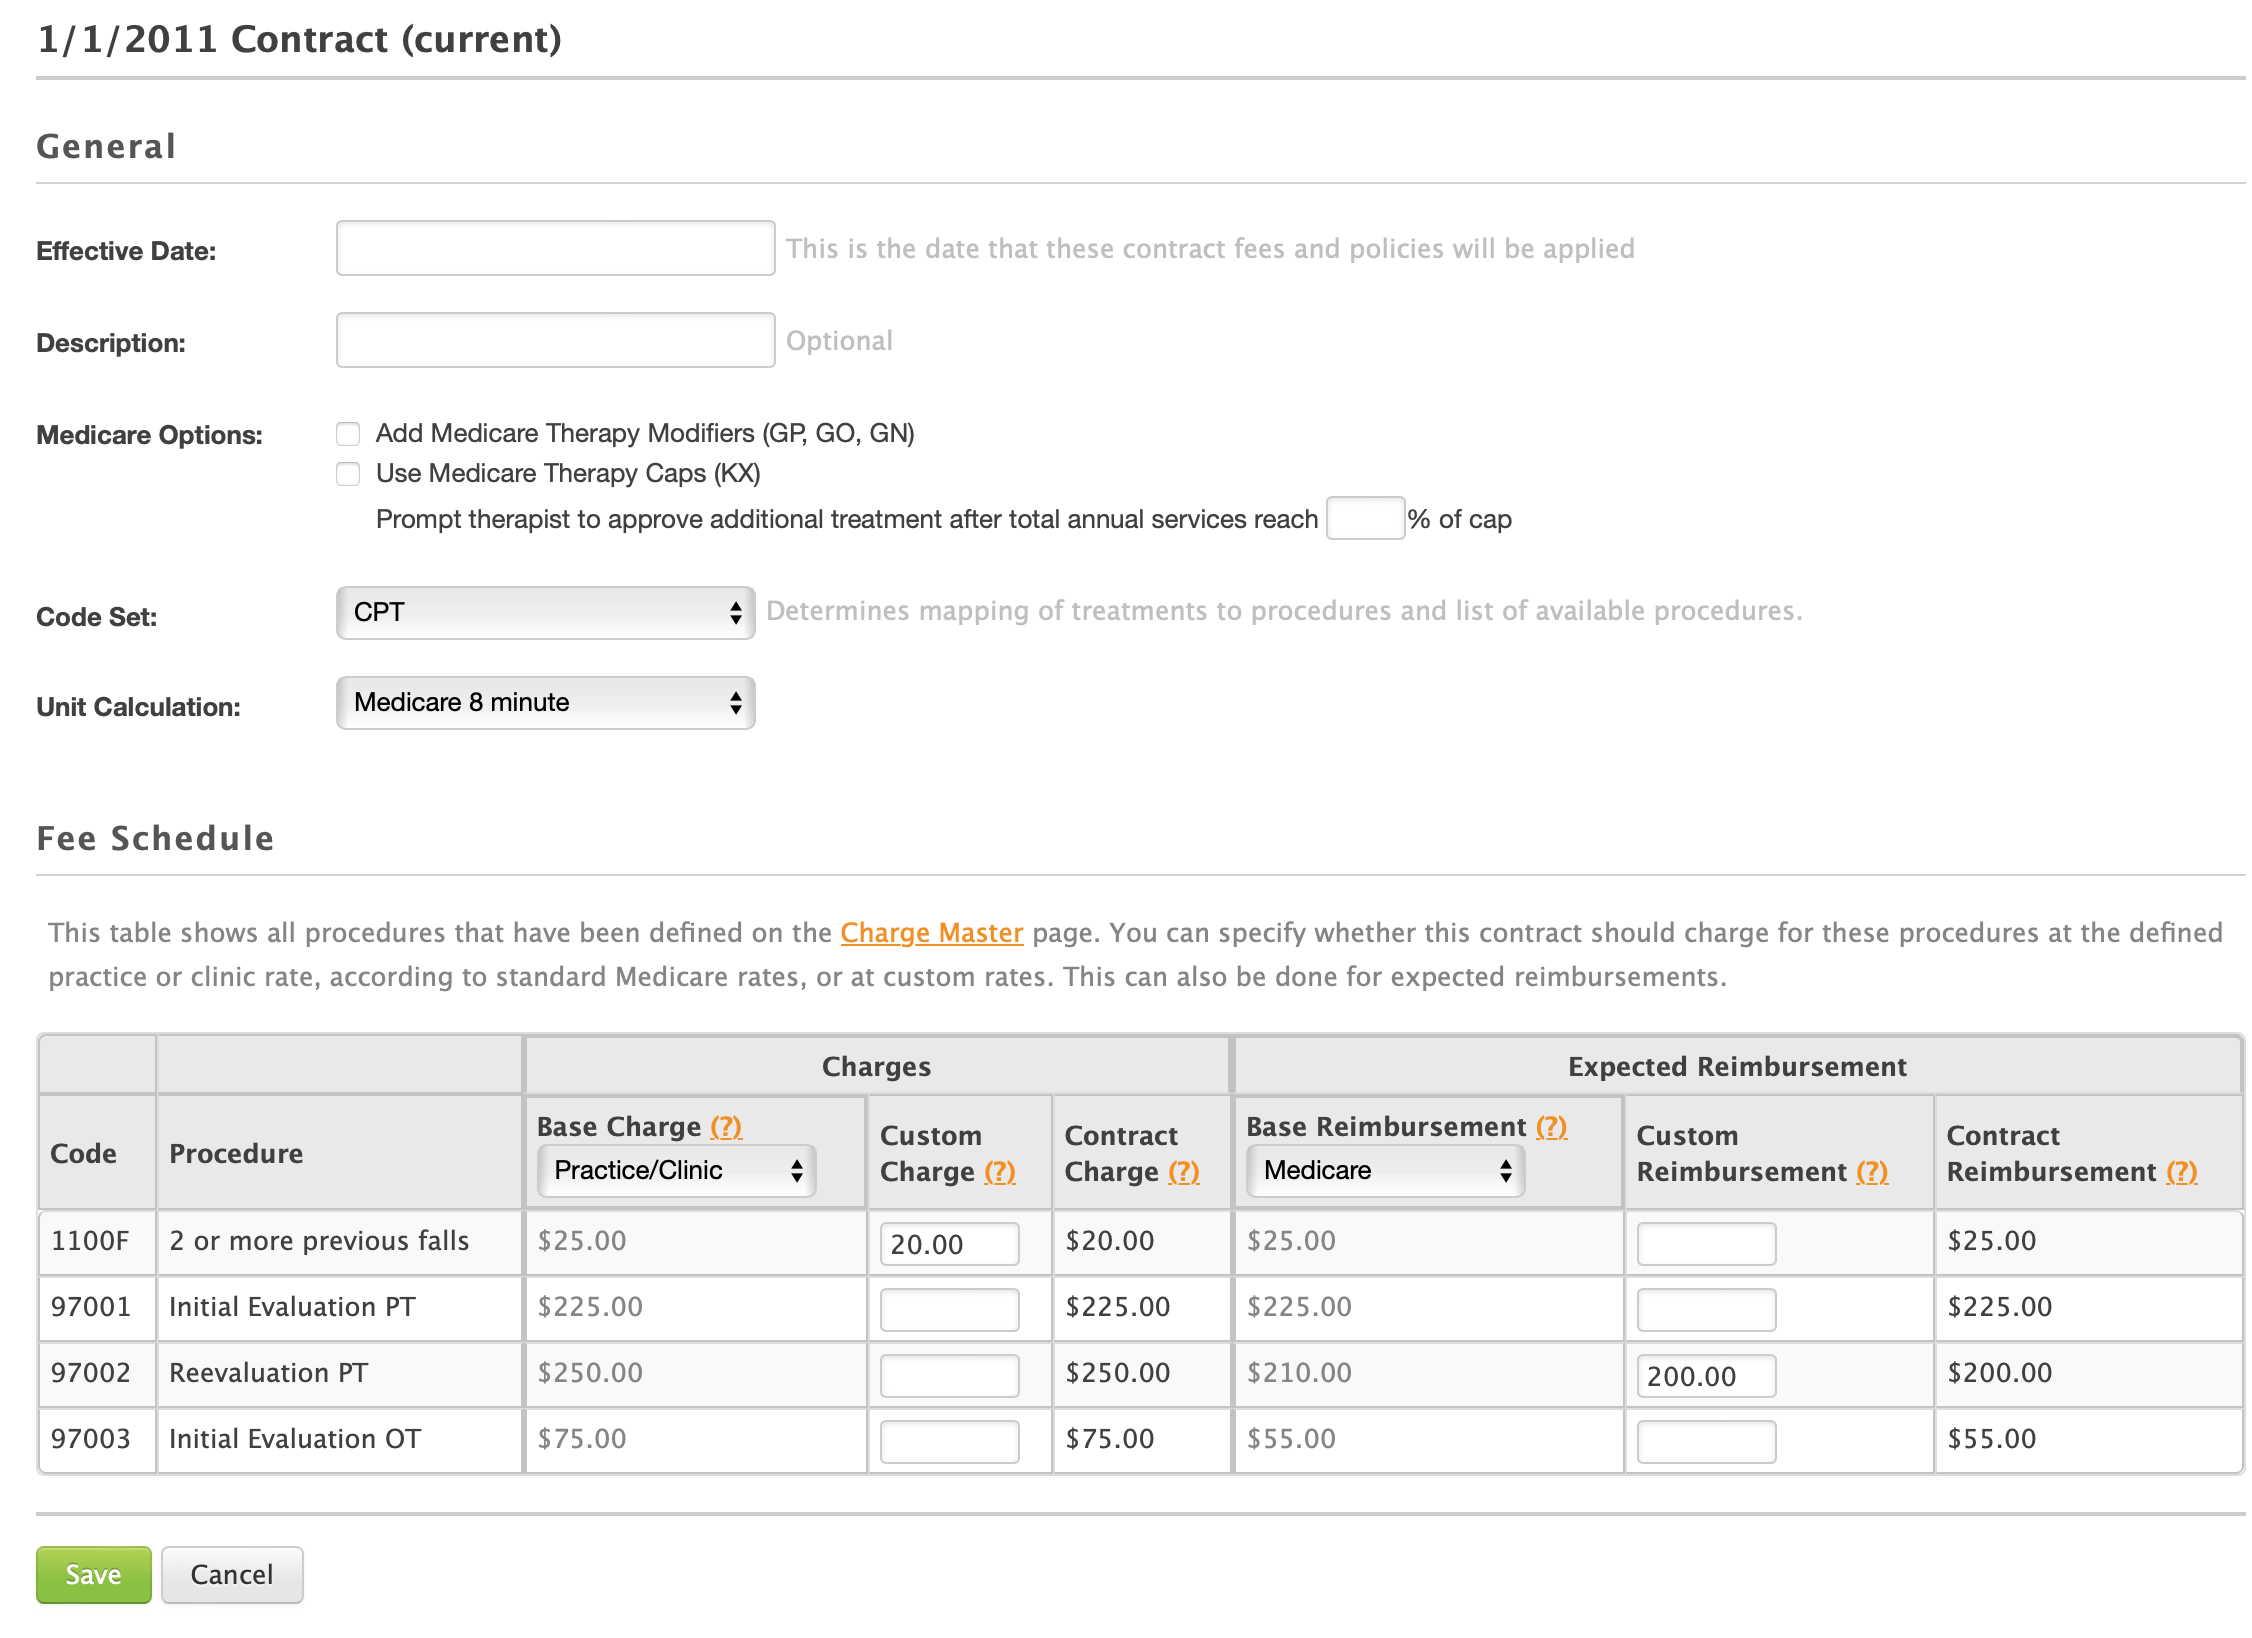 1/1/2011 Contract (current)
General
Effective Date: This is the date that these contract fees and policies will be applied
Description: Optional
Medicare Options: Add Medicare Therapy Modifiers (GP, GO, GN)
Use Medicare Therapy Caps (KX)
Prompt therapist to approve additional treatment after total annual services reach % of cap
Code Set: CPT Determines mapping of treatments to procedures and list of available procedures.
Unit Calculation: Medicare 8 minute
Fee Schedule
This table shows all procedures that have been defined on the Charge Master page. You can specify whether this contract should charge for these procedures at the defined
practice or clinic rate, according to standard Medicare rates, or at custom rates. This can also be done for expected reimbursements.
Charges Expected Reimbursement
Code Procedure Base Charge (?) Practice/Clinic Custom Charge (?) Contract Charge (?) Base Reimbursement (?) Medicare Custom Reimbursement (?) Contract Reimbursement (?)
1100F 2 or more previous falls $25.00 20.00 $20.00 $25.00 $25.00
97001 Initial Evaluation PT $225.00 $225.00 $225.00 $225.00
97002 Reevaluation PT $250.00 $250.00 $210.00 200.00 $200.00
97003 Initial Evaluation OT $75.00 $75.00 $55.00 $55.00
Save Cancel